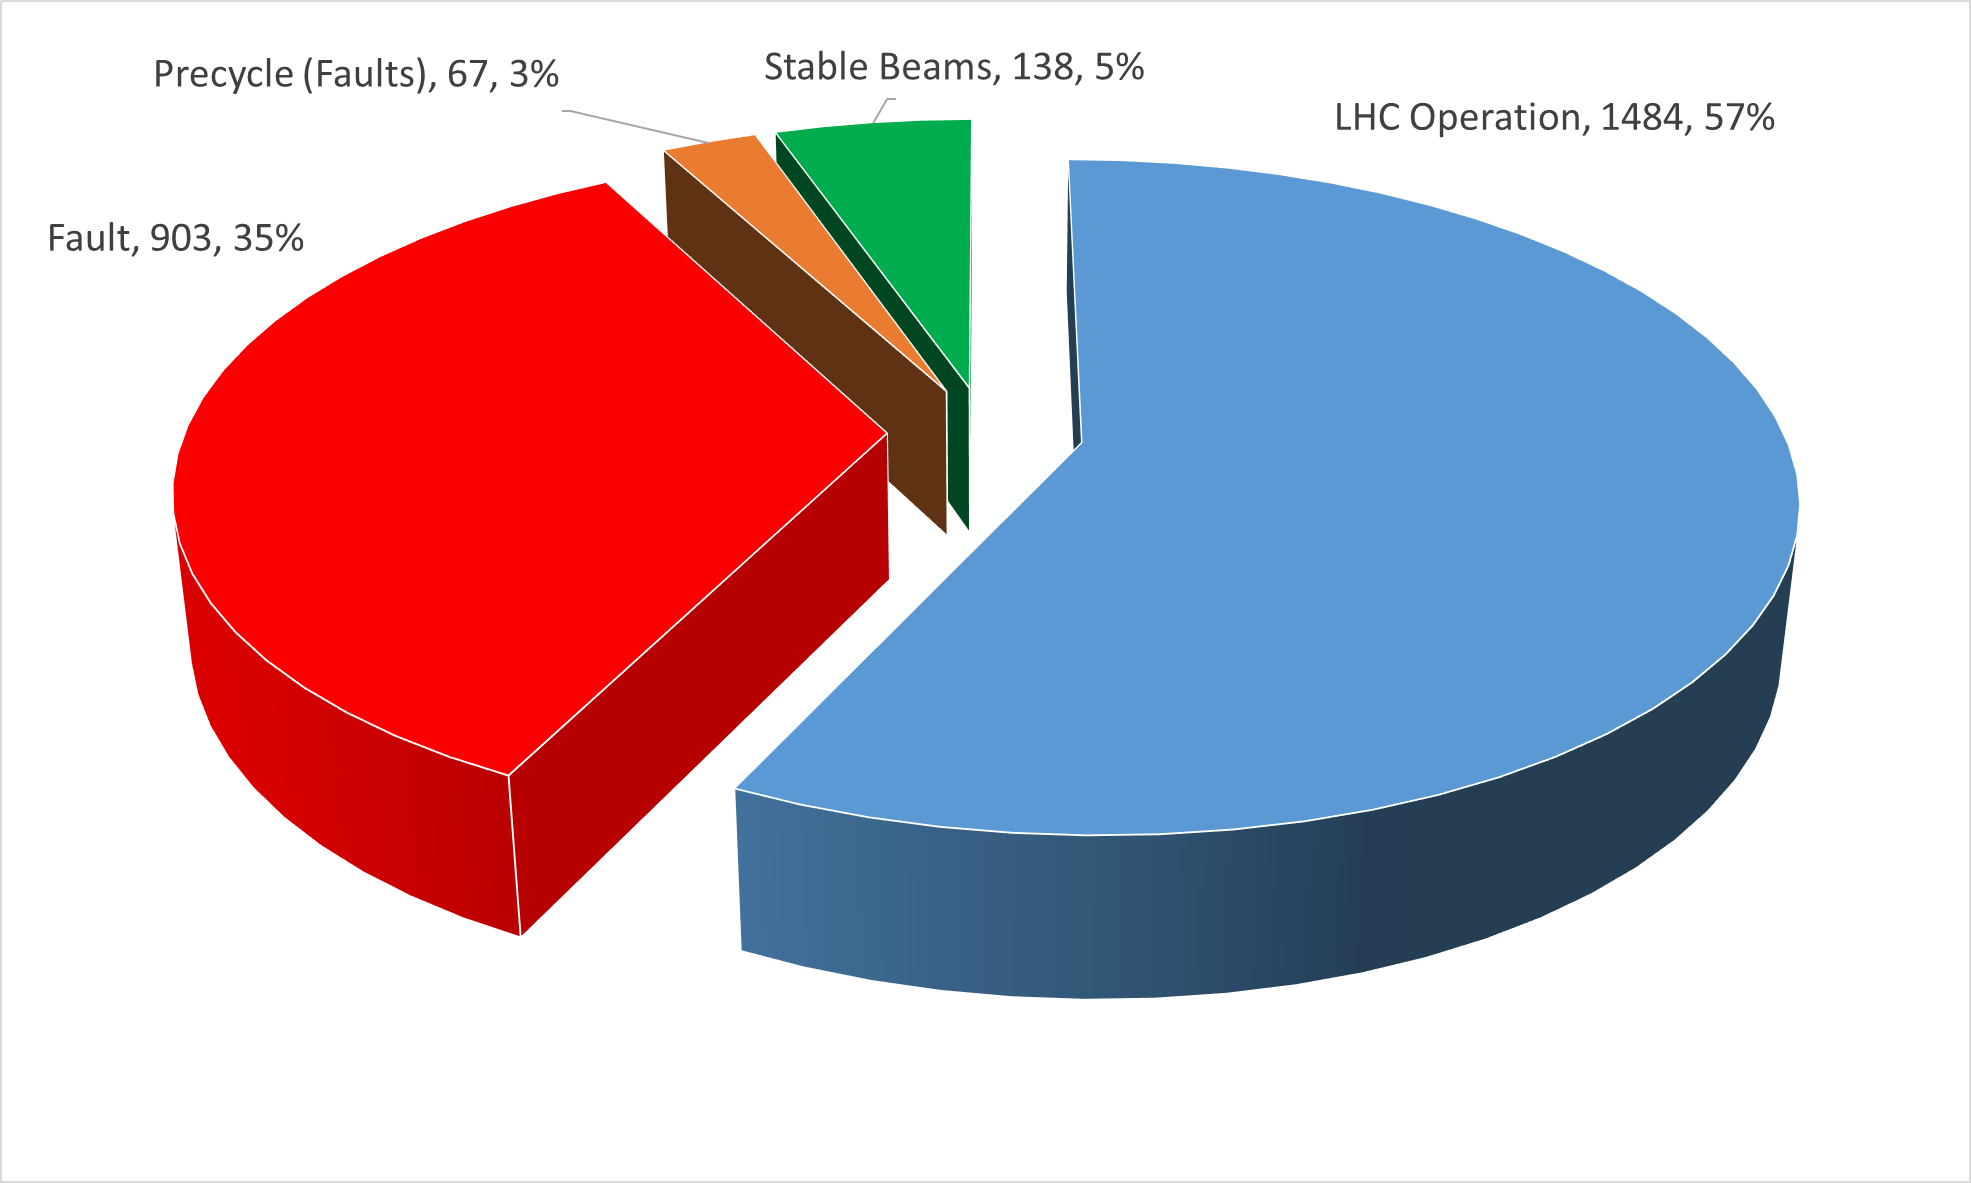 Stable Beams, 138, 5%
Precycle (Faults), 67, 3%
LHC Operation, 1484, 57%
Fault, 903, 35%